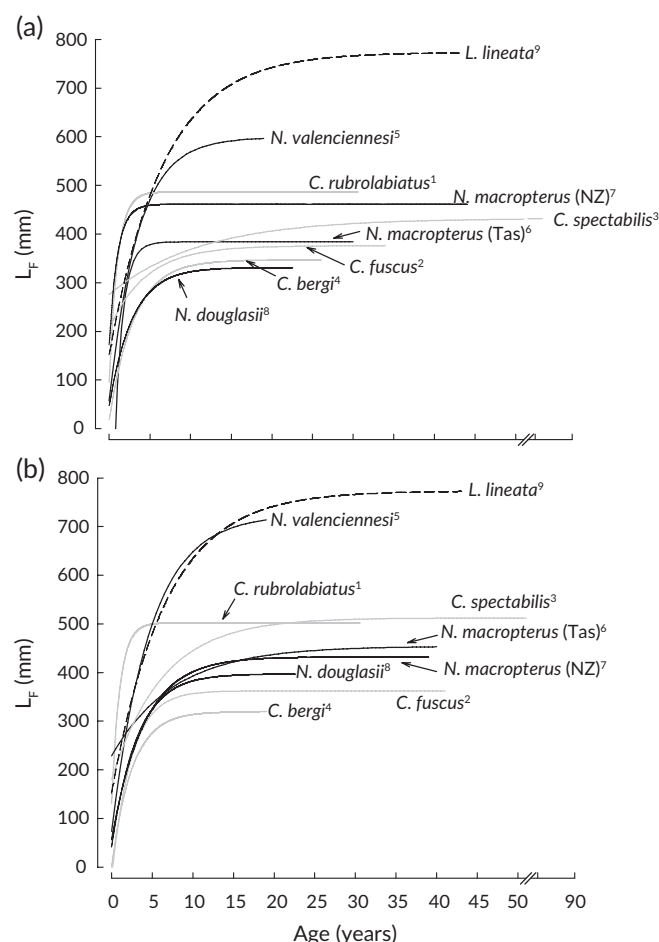 (a)
800
700
600
500
400
300
200
100
0
L_F (mm)
L. lineata⁹
N. valenciennesi⁵
C. rubrolabiatus¹
N. macropterus (NZ)⁷
C. spectabilis³
N. macropterus (Tas)⁶
C. fuscus²
C. bergi⁴
N. douglasii⁸
(b)
800
700
600
500
400
300
200
100
0
L_F (mm)
L. lineata⁹
N. valenciennesi⁵
C. rubrolabiatus¹
C. spectabilis³
N. macropterus (Tas)⁶
N. macropterus (NZ)⁷
N. douglasii⁸
C. fuscus²
C. bergi⁴
0 5 10 15 20 25 30 35 40 45 50 90
Age (years)